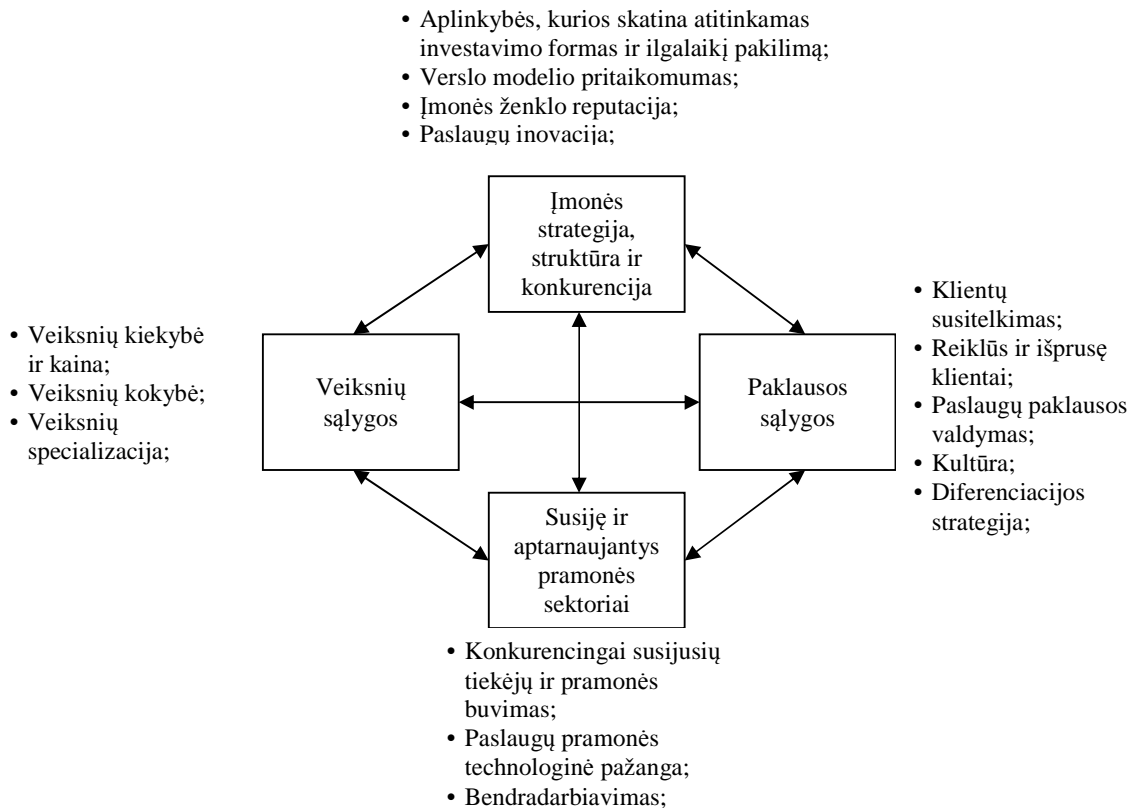 • Aplinkybės, kurios skatina atitinkamas
investavimo formas ir ilgalaikį pakilimą;
• Verslo modelio pritaikomumas;
• Įmonės ženklo reputacija;
• Paslaugų inovacija;
Įmonės
strategija,
struktūra ir
konkurencija
• Veiksnių kiekybė
ir kaina;
• Veiksnių kokybė;
• Veiksnių
specializacija;
Veiksnių
sąlygos
Paklausos
sąlygos
• Klientų
susitelkimas;
• Reiklūs ir išprusę
klientai;
• Paslaugų paklausos
valdymas;
• Kultūra;
• Diferenciacijos
strategija;
Susiję ir
aptarnaujantys
pramonės
sektoriai
• Konkurencingai susijusių
tiekėjų ir pramonės
buvimas;
• Paslaugų pramonės
technologinė pažanga;
• Bendradarbiavimas;